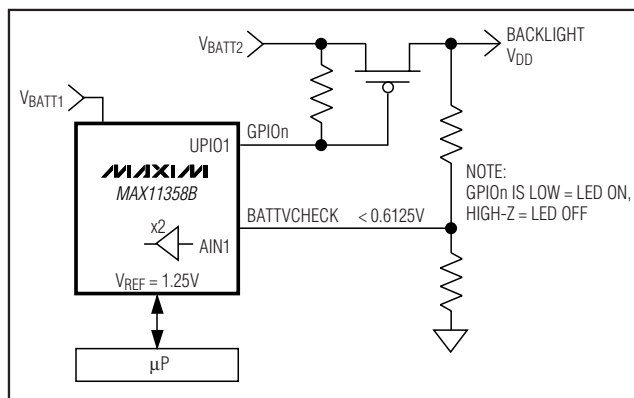 VBATT2
BACKLIGHT
VDD
VBATT1
UPIO1
GPIOn
MAXIM
MAX11358B
NOTE:
GPIOn IS LOW = LED ON,
HIGH-Z = LED OFF
BATTVCHECK < 0.6125V
x2
AIN1
VREF = 1.25V
μP